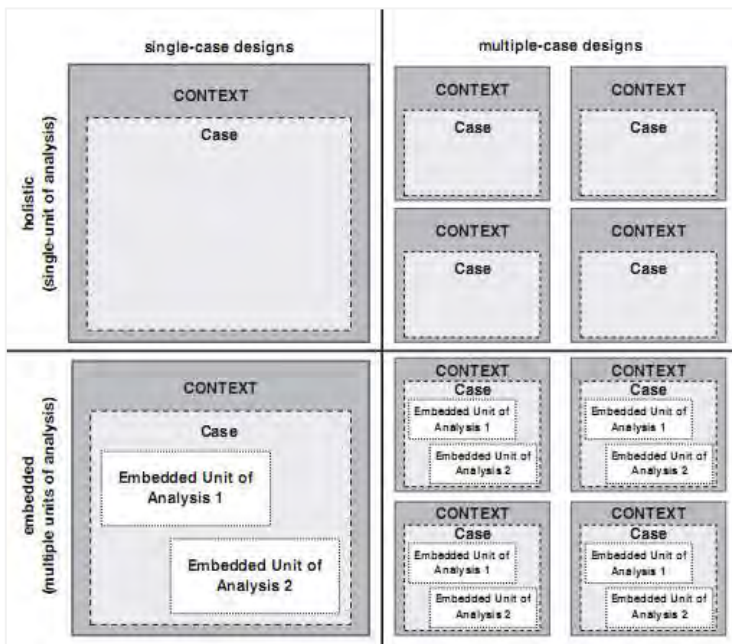 single-case designs
multiple-case designs
holistic
(single-unit of analysis)
CONTEXT
Case
CONTEXT
Case
CONTEXT
Case
CONTEXT
Case
CONTEXT
Case
embedded
(multiple units of analysis)
CONTEXT
Case
Embedded Unit of
Analysis 1
Embedded Unit of
Analysis 2
CONTEXT
Case
Embedded Unit of
Analysis 1
Embedded Unit of
Analysis 2
CONTEXT
Case
Embedded Unit of
Analysis 1
Embedded Unit of
Analysis 2
CONTEXT
Case
Embedded Unit of
Analysis 1
Embedded Unit of
Analysis 2
CONTEXT
Case
Embedded Unit of
Analysis 1
Embedded Unit of
Analysis 2